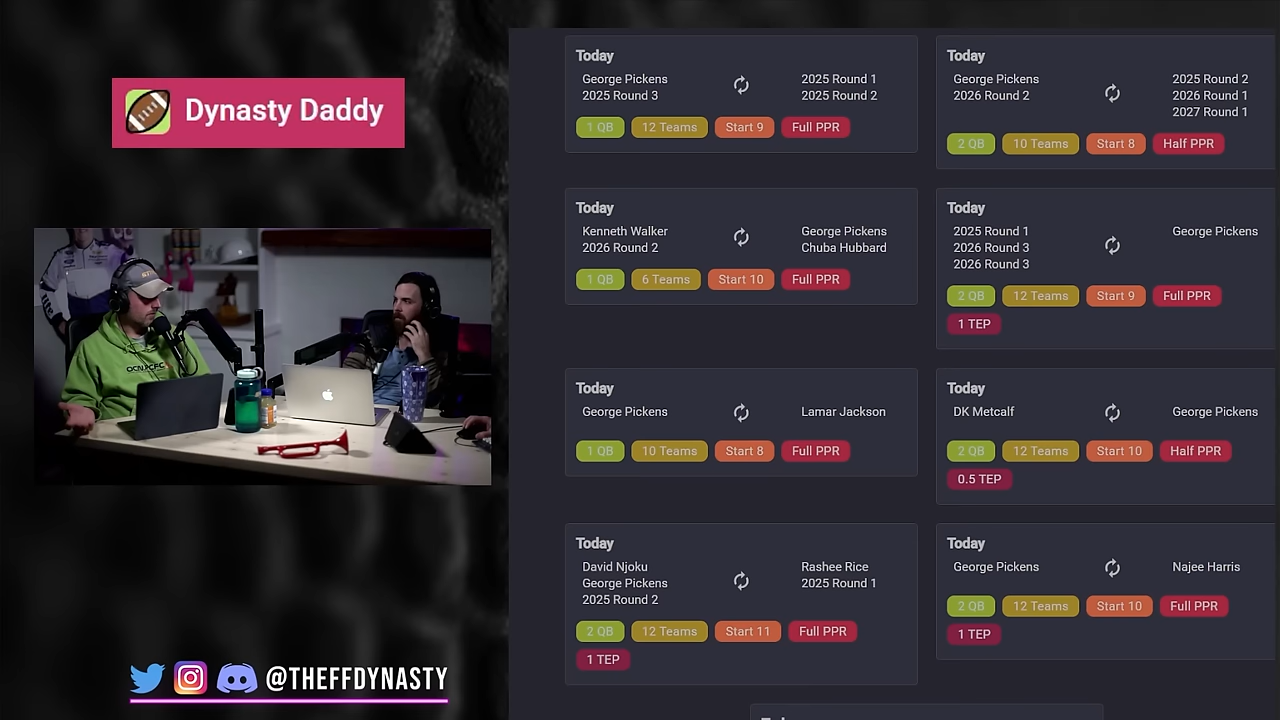 Dynasty Daddy
@THEFFDYNASTY
Today
George Pickens
2025 Round 3
2025 Round 1
2025 Round 2
1 QB 12 Teams Start 9 Full PPR
Today
George Pickens
2026 Round 2
2025 Round 2
2026 Round 1
2027 Round 1
2 QB 10 Teams Start 8 Half PPR
Today
Kenneth Walker
2026 Round 2
George Pickens
Chuba Hubbard
1 QB 6 Teams Start 10 Full PPR
Today
2025 Round 1
2026 Round 3
2026 Round 3
George Pickens
2 QB 12 Teams Start 9 Full PPR
1 TEP
Today
George Pickens
Lamar Jackson
1 QB 10 Teams Start 8 Full PPR
Today
DK Metcalf
George Pickens
2 QB 12 Teams Start 10 Half PPR
0.5 TEP
Today
David Njoku
George Pickens
2025 Round 2
Rashee Rice
2025 Round 1
2 QB 12 Teams Start 11 Full PPR
1 TEP
Today
George Pickens
Najee Harris
2 QB 12 Teams Start 10 Full PPR
1 TEP